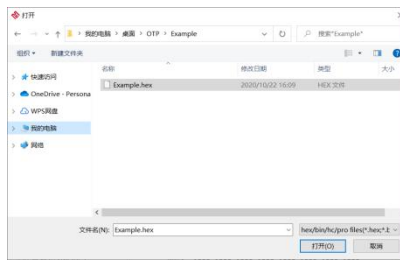 打开
我的电脑 › 桌面 › OTP › Example
搜索"Example"
组织 新建文件夹
名称 修改日期 类型 大小
快速访问
Example.hex 2020/10/22 16:09 HEX 文件
OneDrive - Persona
WPS网盘
我的电脑
网络
文件名(N): Example.hex hex/bin/hc/pro files(*.hex;*.b
打开(O) 取消